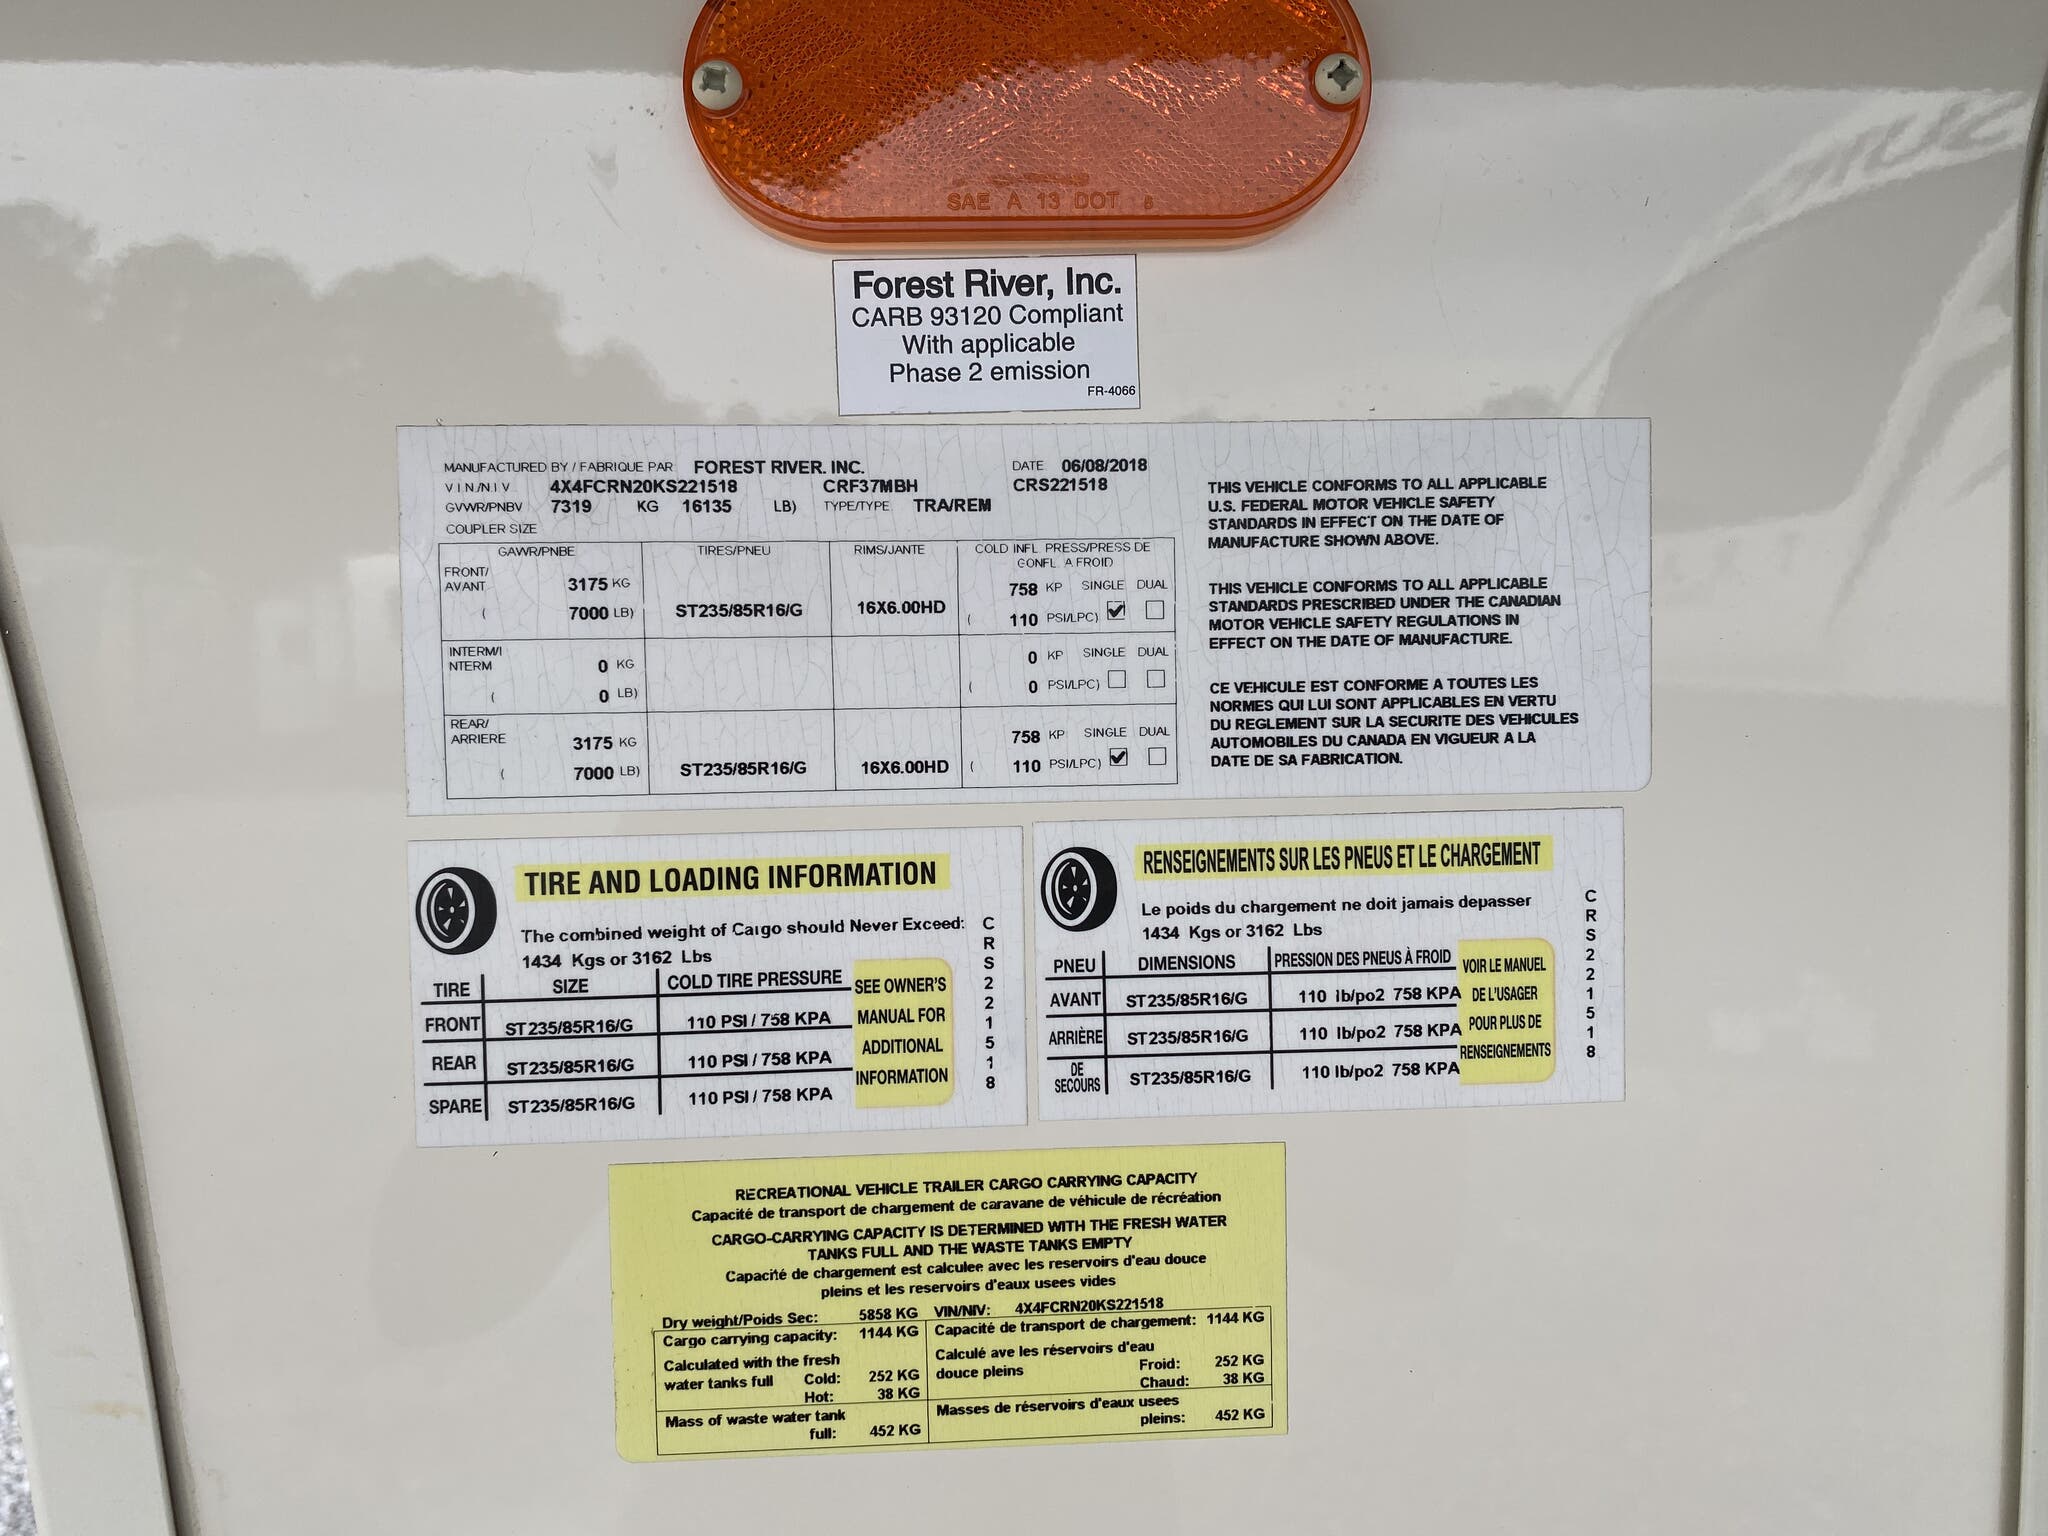 SAE A 13 DOT
Forest River, Inc.
CARB 93120 Compliant
With applicable
Phase 2 emission
FR-4066
MANUFACTURED BY / FABRIQUE PAR FOREST RIVER. INC. DATE 06/08/2018
VIN/NIV 4X4FCRN20KS221518 CRF37MBH CRS221518
GVWR/PNBV 7319 KG 16135 LB) TYPE/TYPE TRA/REM
COUPLER SIZE
GAWR/PNBE TIRES/PNEU RIMS/JANTE COLD INFL PRESS/PRESS DE
GONFL A FROID)
FRONT/
AVANT 3175 KG 758 KP SINGLE DUAL
( 7000 LB) ST235/85R16/G 16X6.00HD ( 110 PSI/LPC)
INTERM/I
NTERM 0 KG 0 KP SINGLE DUAL
( 0 LB) ( 0 PSI/LPC)
REAR/
ARRIERE 3175 KG 758 KP SINGLE DUAL
( 7000 LB) ST235/85R16/G 16X6.00HD ( 110 PSI/LPC)
THIS VEHICLE CONFORMS TO ALL APPLICABLE
U.S. FEDERAL MOTOR VEHICLE SAFETY
STANDARDS IN EFFECT ON THE DATE OF
MANUFACTURE SHOWN ABOVE.
THIS VEHICLE CONFORMS TO ALL APPLICABLE
STANDARDS PRESCRIBED UNDER THE CANADIAN
MOTOR VEHICLE SAFETY REGULATIONS IN
EFFECT ON THE DATE OF MANUFACTURE.
CE VEHICULE EST CONFORME A TOUTES LES
NORMES QUI LUI SONT APPLICABLES EN VERTU
DU REGLEMENT SUR LA SECURITE DES VEHICULES
AUTOMOBILES DU CANADA EN VIGUEUR A LA
DATE DE SA FABRICATION.
TIRE AND LOADING INFORMATION
The combined weight of Cargo should Never Exceed:
1434 Kgs or 3162 Lbs
TIRE SIZE COLD TIRE PRESSURE
FRONT ST235/85R16/G 110 PSI / 758 KPA
REAR ST235/85R16/G 110 PSI / 758 KPA
SPARE ST235/85R16/G 110 PSI / 758 KPA
SEE OWNER'S
MANUAL FOR
ADDITIONAL
INFORMATION
CRS221518
RENSEIGNEMENTS SUR LES PNEUS ET LE CHARGEMENT
Le poids du chargement ne doit jamais depasser
1434 Kgs or 3162 Lbs
PNEU DIMENSIONS PRESSION DES PNEUS À FROID
AVANT ST235/85R16/G 110 lb/po2 758 KPA
ARRIÈRE ST235/85R16/G 110 lb/po2 758 KPA
DE
SECOURS ST235/85R16/G 110 lb/po2 758 KPA
VOIR LE MANUEL
DE L'USAGER
POUR PLUS DE
RENSEIGNEMENTS
CRS221518
RECREATIONAL VEHICLE TRAILER CARGO CARRYING CAPACITY
Capacité de transport de chargement de caravane de véhicule de récréation
CARGO-CARRYING CAPACITY IS DETERMINED WITH THE FRESH WATER
TANKS FULL AND THE WASTE TANKS EMPTY
Capacité de chargement est calculee avec les reservoirs d'eau douce
pleins et les reservoirs d'eaux usees vides
Dry weight/Poids Sec: 5858 KG VIN/NIV: 4X4FCRN20KS221518
Cargo carrying capacity: 1144 KG
Calculated with the fresh
water tanks full Cold: 252 KG
Hot: 38 KG
Mass of waste water tank
full: 452 KG
Capacité de transport de chargement: 1144 KG
Calculé ave les réservoirs d'eau
douce pleins Froid: 252 KG
Chaud: 38 KG
Masses de réservoirs d'eaux usees
pleins: 452 KG